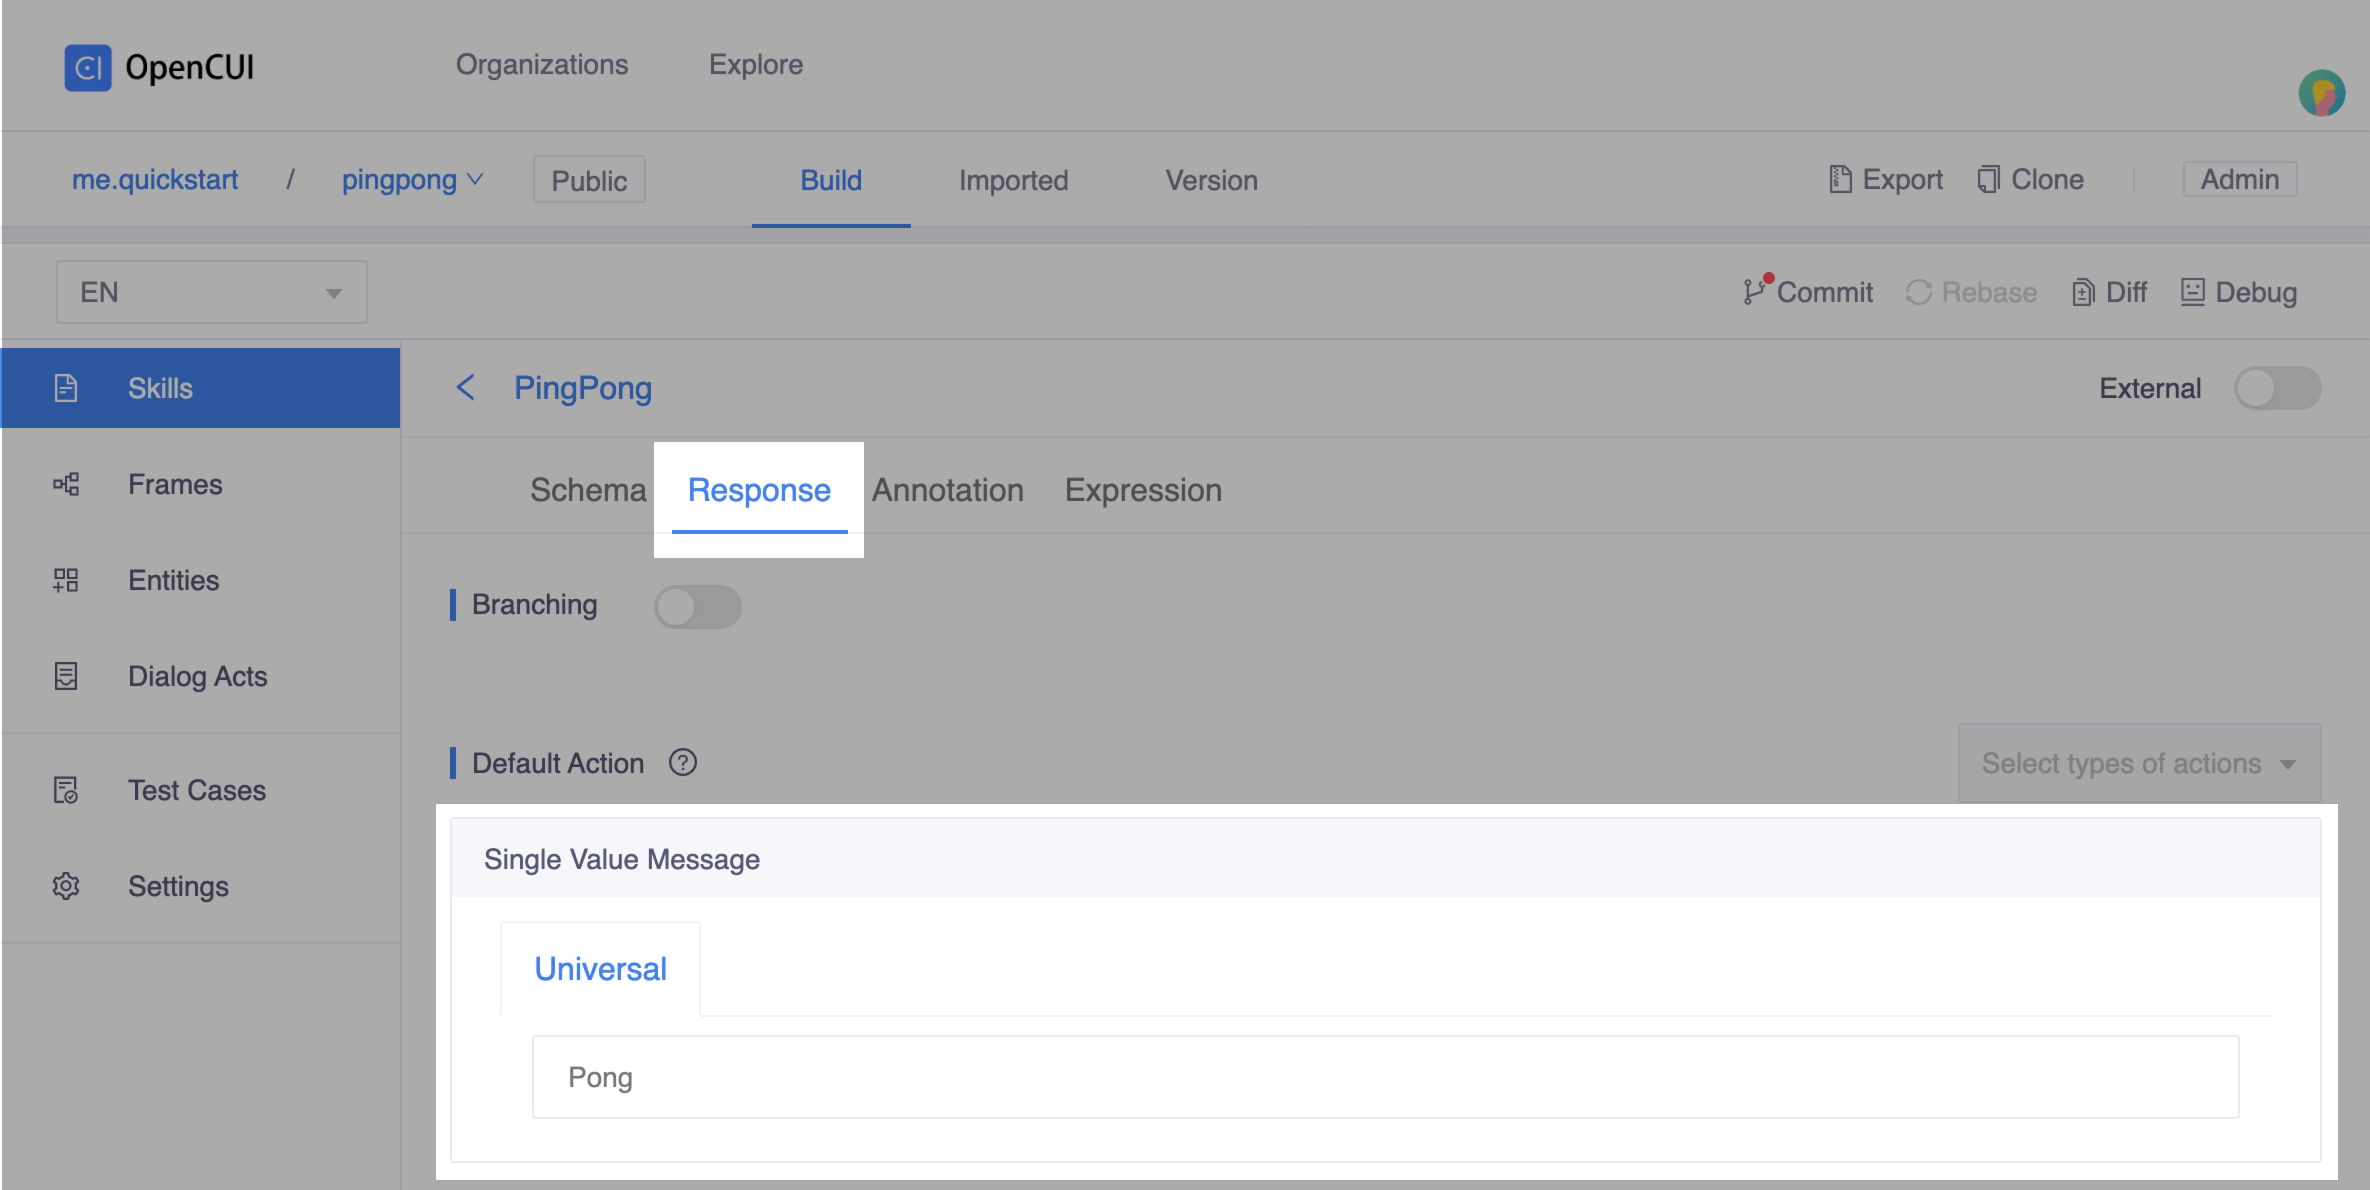 OpenCUI
Organizations Explore
me.quickstart / pingpong Public Build Imported Version Export Clone Admin
EN Commit Rebase Diff Debug
Skills
Frames
Entities
Dialog Acts
Test Cases
Settings
PingPong External
Schema Response Annotation Expression
Branching
Default Action ? Select types of actions
Single Value Message
Universal
Pong